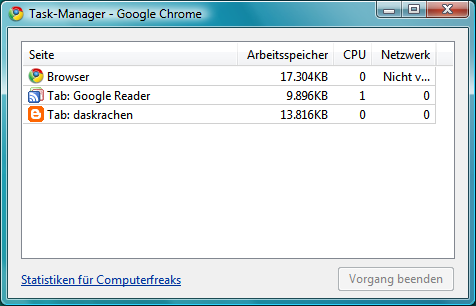 Task-Manager - Google Chrome
Seite Arbeitsspeicher CPU Netzwerk
Browser 17.304KB 0 Nicht v...
Tab: Google Reader 9.896KB 1 0
Tab: daskrachen 13.816KB 0 0
Statistiken für Computerfreaks Vorgang beenden